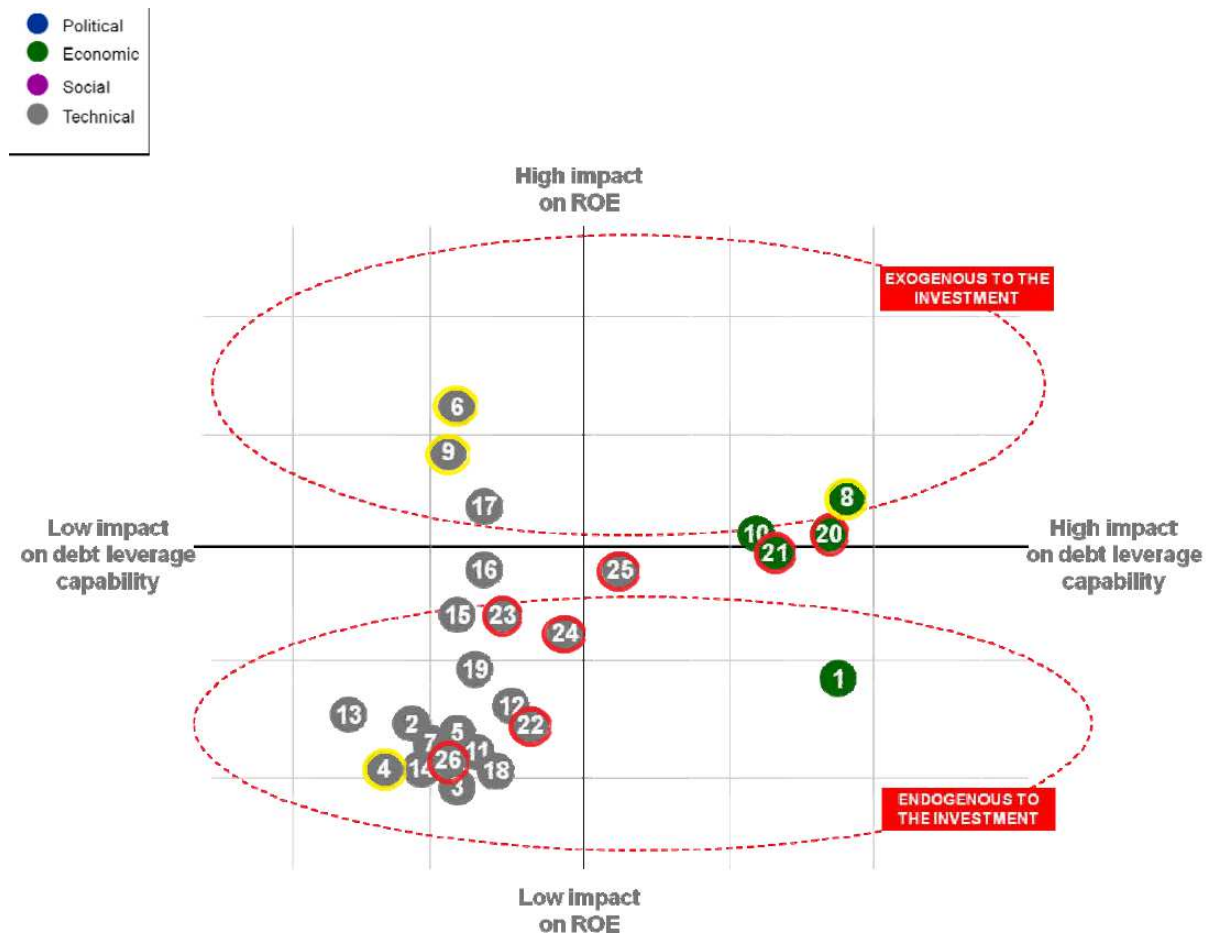 Political
Economic
Social
Technical
High impact
on ROE
EXOGENOUS TO THE
INVESTMENT
6
9
8
17
Low impact
on debt leverage
capability
10
20
21
High impact
on debt leverage
capability
16
25
15
23
24
19
1
13
2
12
22
5
7
11
26
4
14
18
3
ENDOGENOUS TO
THE INVESTMENT
Low impact
on ROE